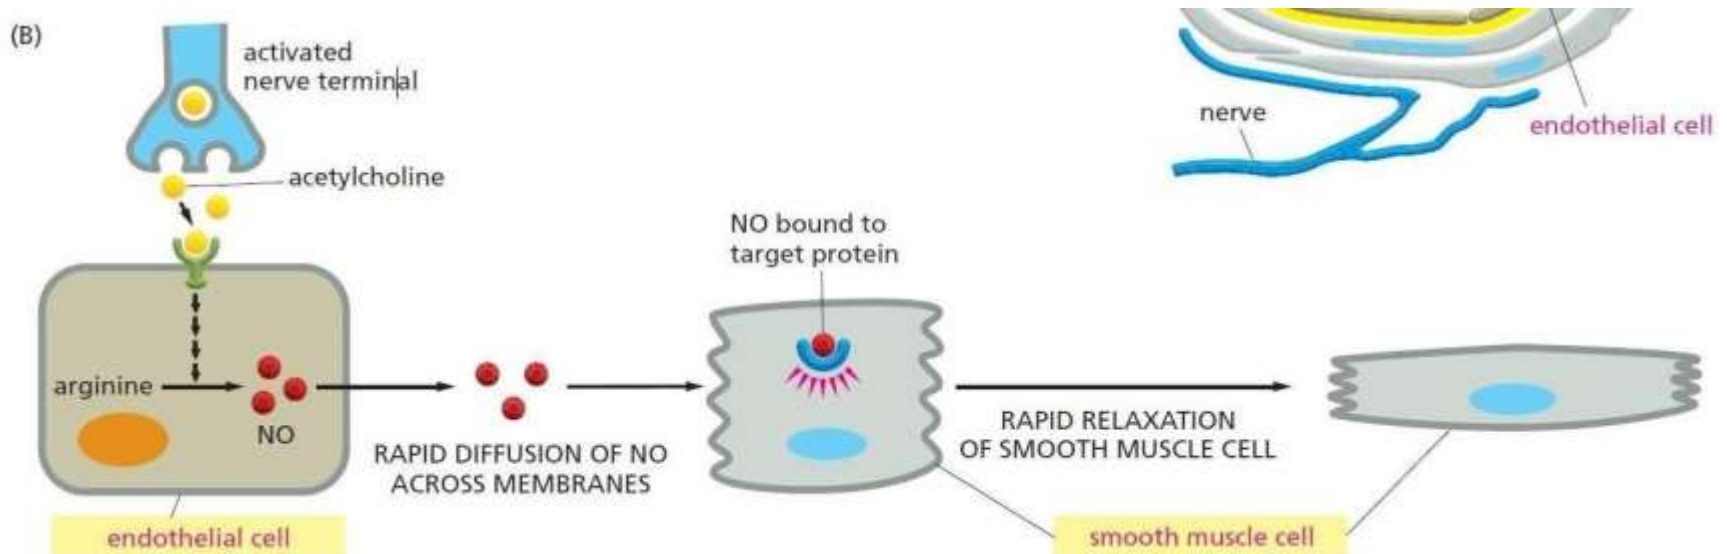 (B)
activated
nerve terminal
acetylcholine
nerve
endothelial cell
NO bound to
target protein
arginine
NO
RAPID DIFFUSION OF NO
ACROSS MEMBRANES
RAPID RELAXATION
OF SMOOTH MUSCLE CELL
endothelial cell
smooth muscle cell